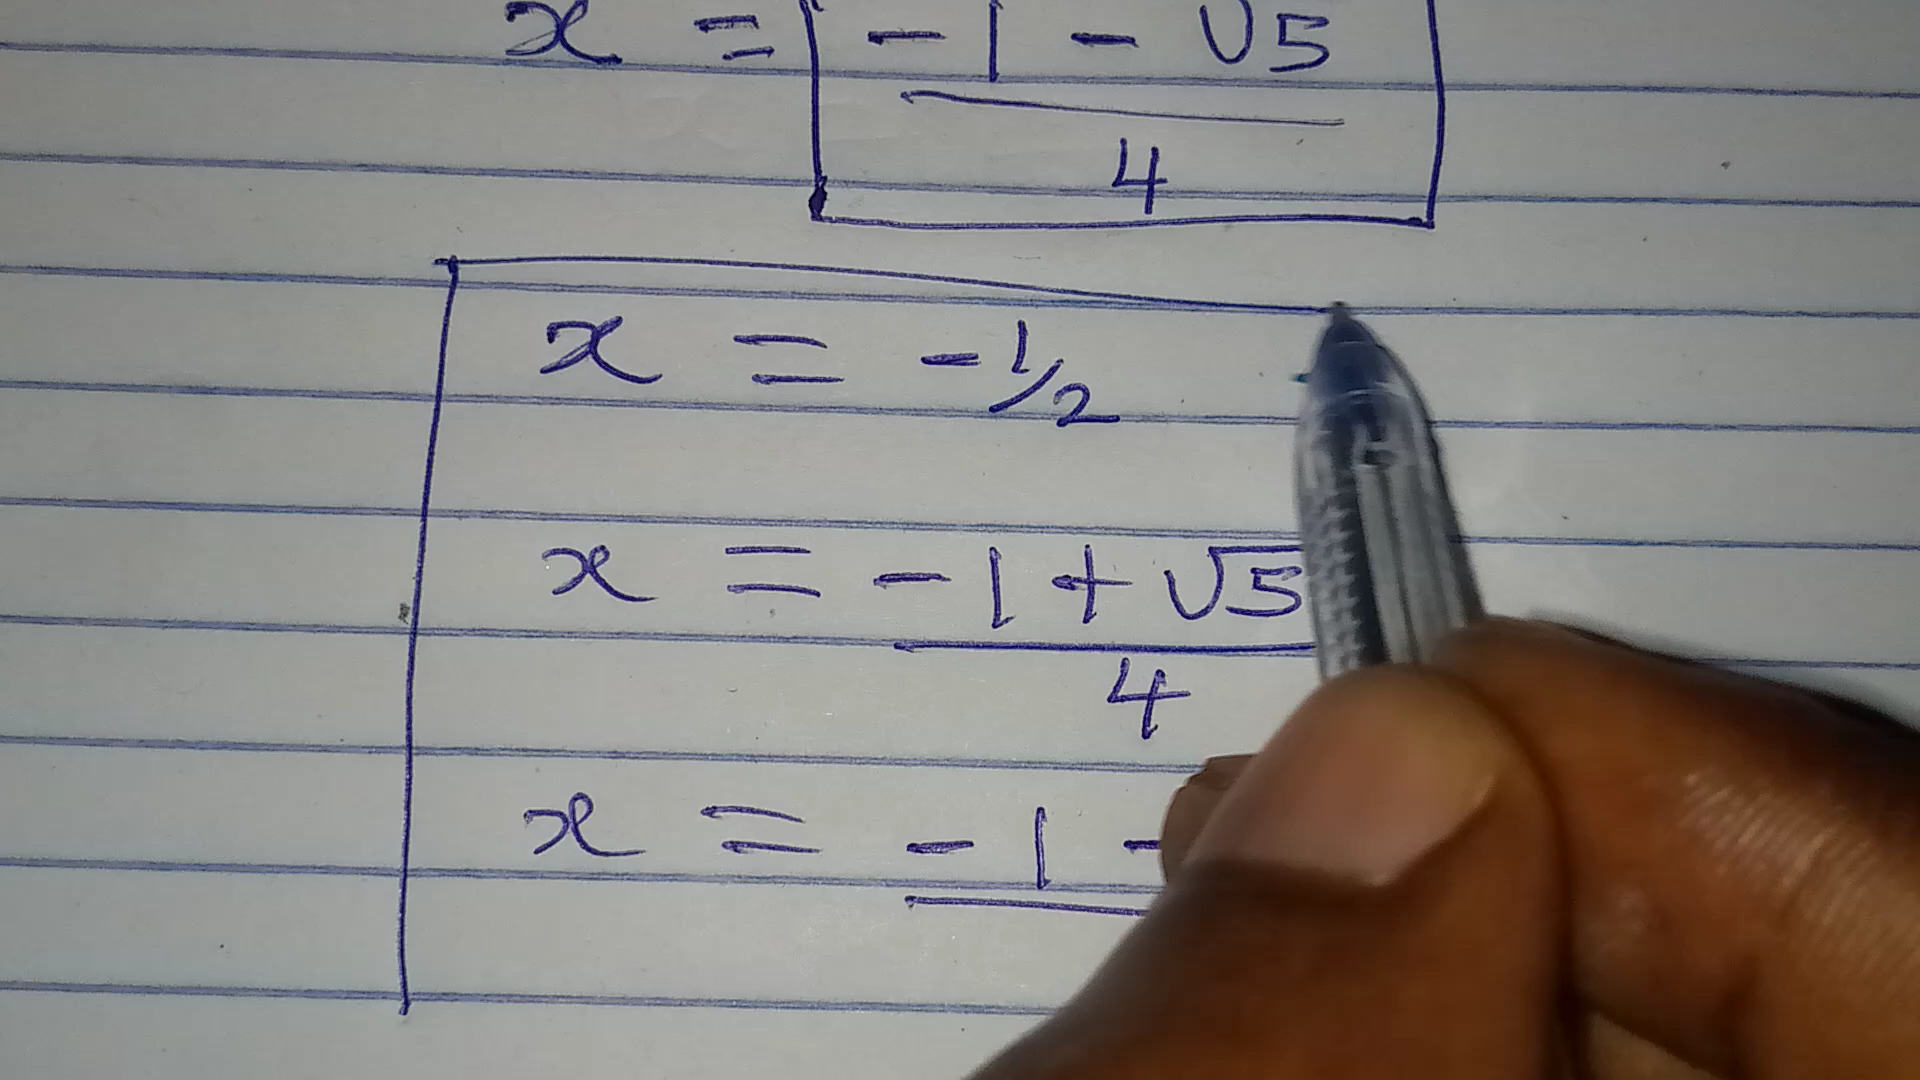 x = -1 - √5
4
x = -1/2
x = -1 + √5
4
x = -1 -